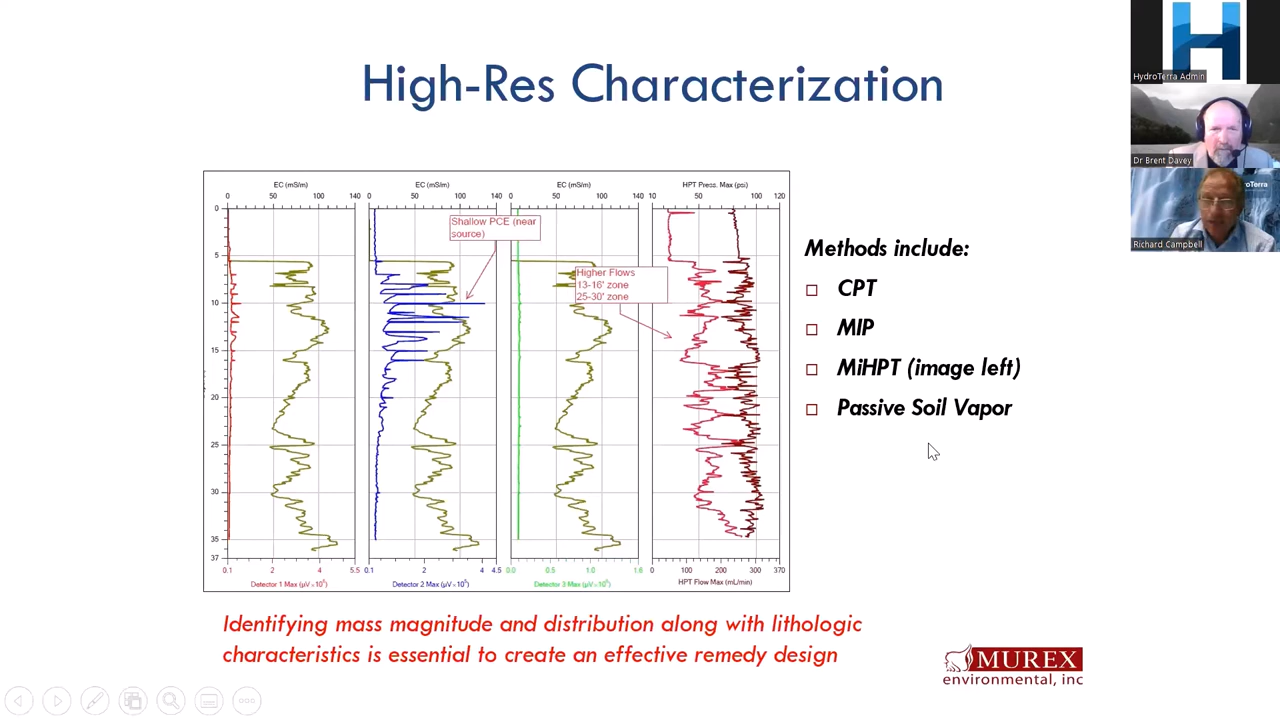 High-Res Characterization
HydroTerra Admin
Dr Brent Davey
Terra
Richard Campbell
EC (mS/m) EC (mS/m) EC (mS/m) HPT Press. Max (psi)
0 50 100 140 0 50 100 140 0 50 100 140 10 50 100 120
0
5
10
15
20
25
30
35
37
Shallow PCE (near
source)
Higher Flows
13-16' zone
25-30' zone
0.1 2 4 5.5 0.1 2 4 4.5 0.0 0.5 1.0 1.6 0 100 200 300 370
Detector 1 Max (µV×10⁵) Detector 2 Max (µV×10⁵) HPT Flow Max (mL/min)
Methods include:
CPT
MIP
MiHPT (image left)
Passive Soil Vapor
Identifying mass magnitude and distribution along with lithologic
characteristics is essential to create an effective remedy design
MUREX
environmental, inc